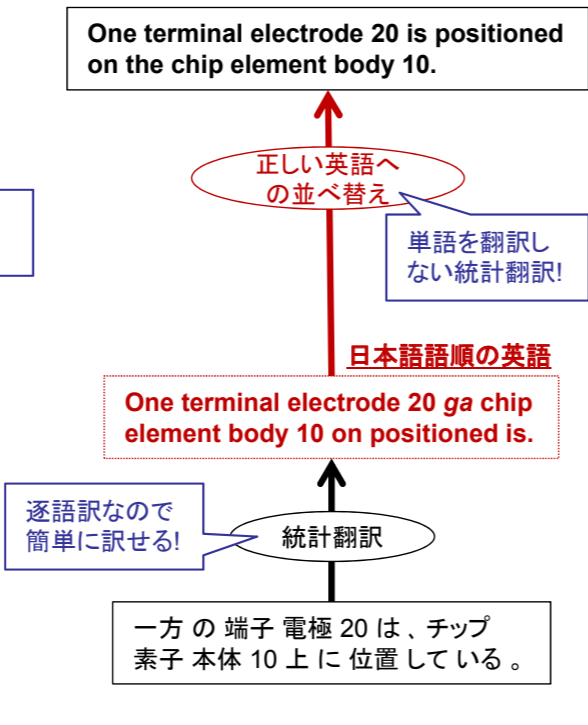 One terminal electrode 20 is positioned
on the chip element body 10.
正しい英語へ
の並べ替え
単語を翻訳し
ない統計翻訳!
日本語語順の英語
One terminal electrode 20 ga chip
element body 10 on positioned is.
逐語訳なので
簡単に訳せる!
統計翻訳
一方 の 端子 電極 20 は 、 チップ
素子 本体 10 上 に 位置 して いる 。